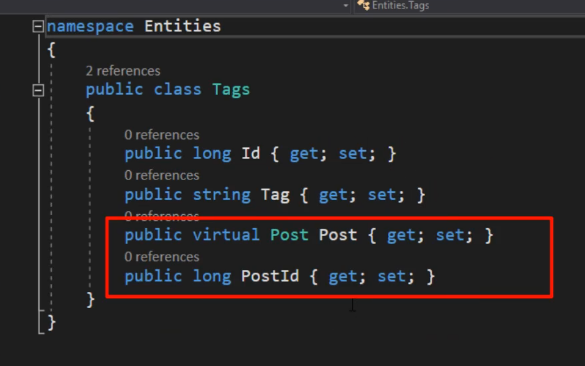 Entities.Tags
namespace Entities
{
2 references
public class Tags
{
0 references
public long Id { get; set; }
0 references
public string Tag { get; set; }
0 references
public virtual Post Post { get; set; }
0 references
public long PostId { get; set; }
}
}